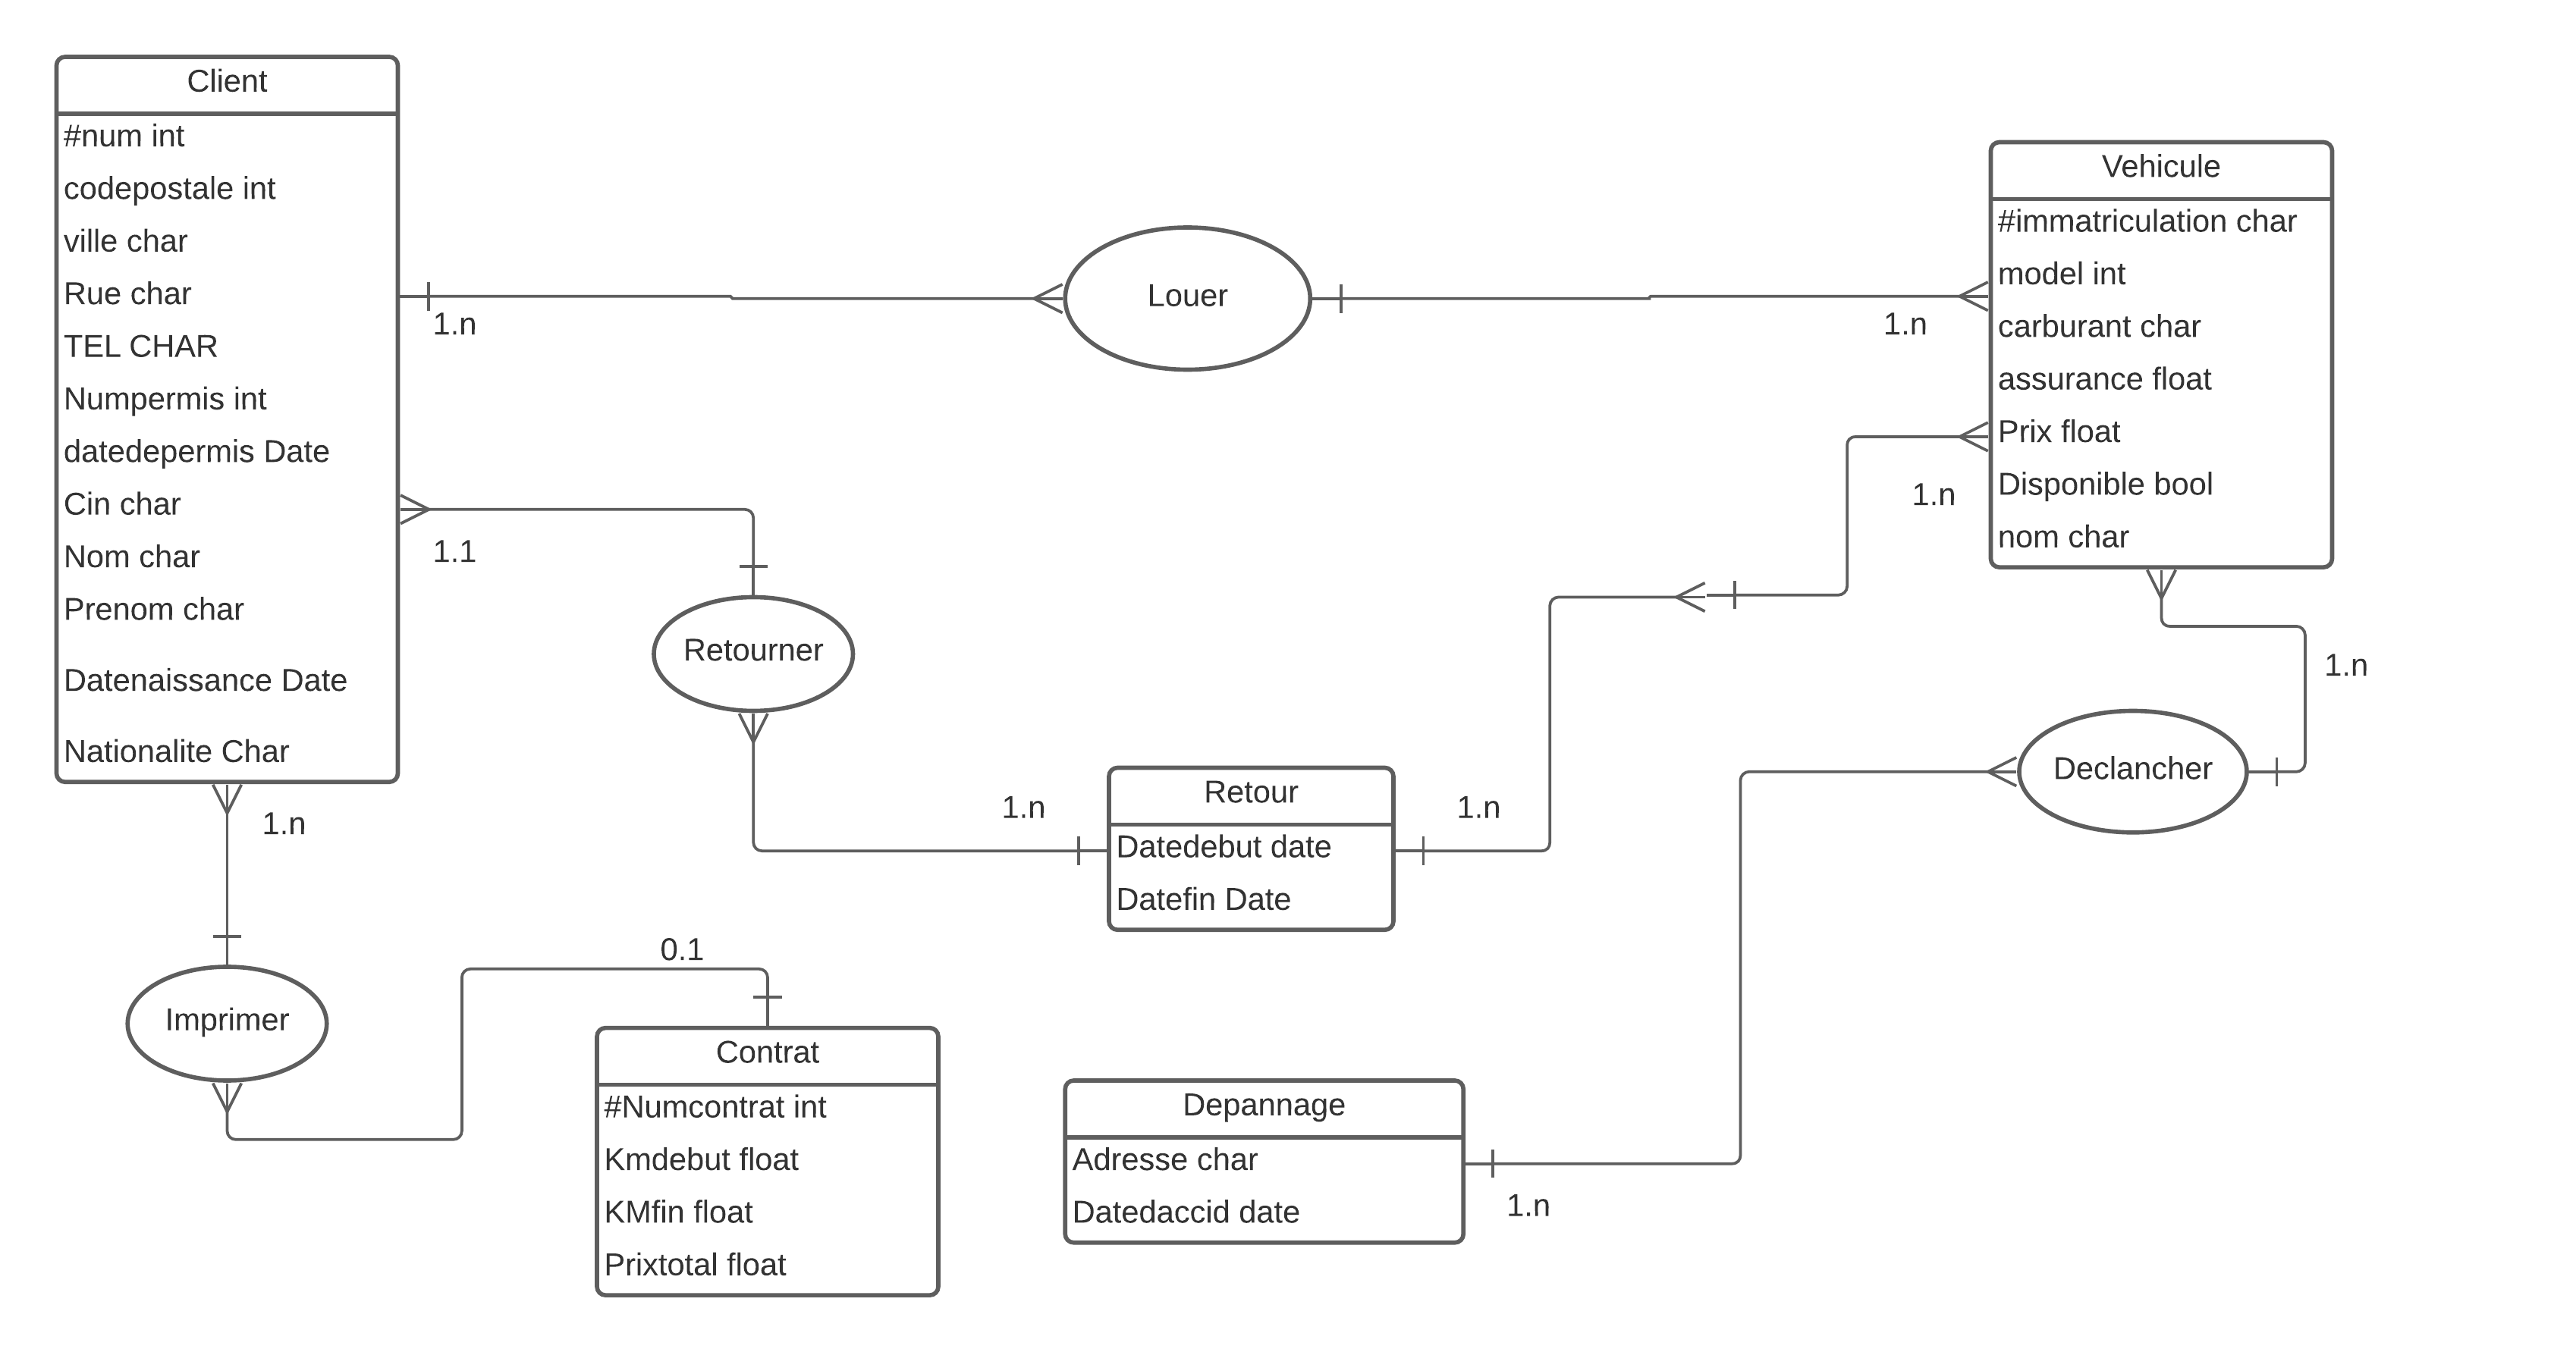 Client
#num int
codepostale int
ville char
Rue char
TEL CHAR
Numpermis int
datedepermis Date
Cin char
Nom char
Prenom char
Datenaissance Date
Nationalite Char
1.n
Louer
1.n
Vehicule
#immatriculation char
model int
carburant char
assurance float
Prix float
Disponible bool
nom char
1.1
Retourner
1.n
1.n
Declancher
1.n
Retour
Datedebut date
Datefin Date
1.n
1.n
Imprimer
0.1
Contrat
#Numcontrat int
Kmdebut float
KMfin float
Prixtotal float
Depannage
Adresse char
Datedaccid date
1.n